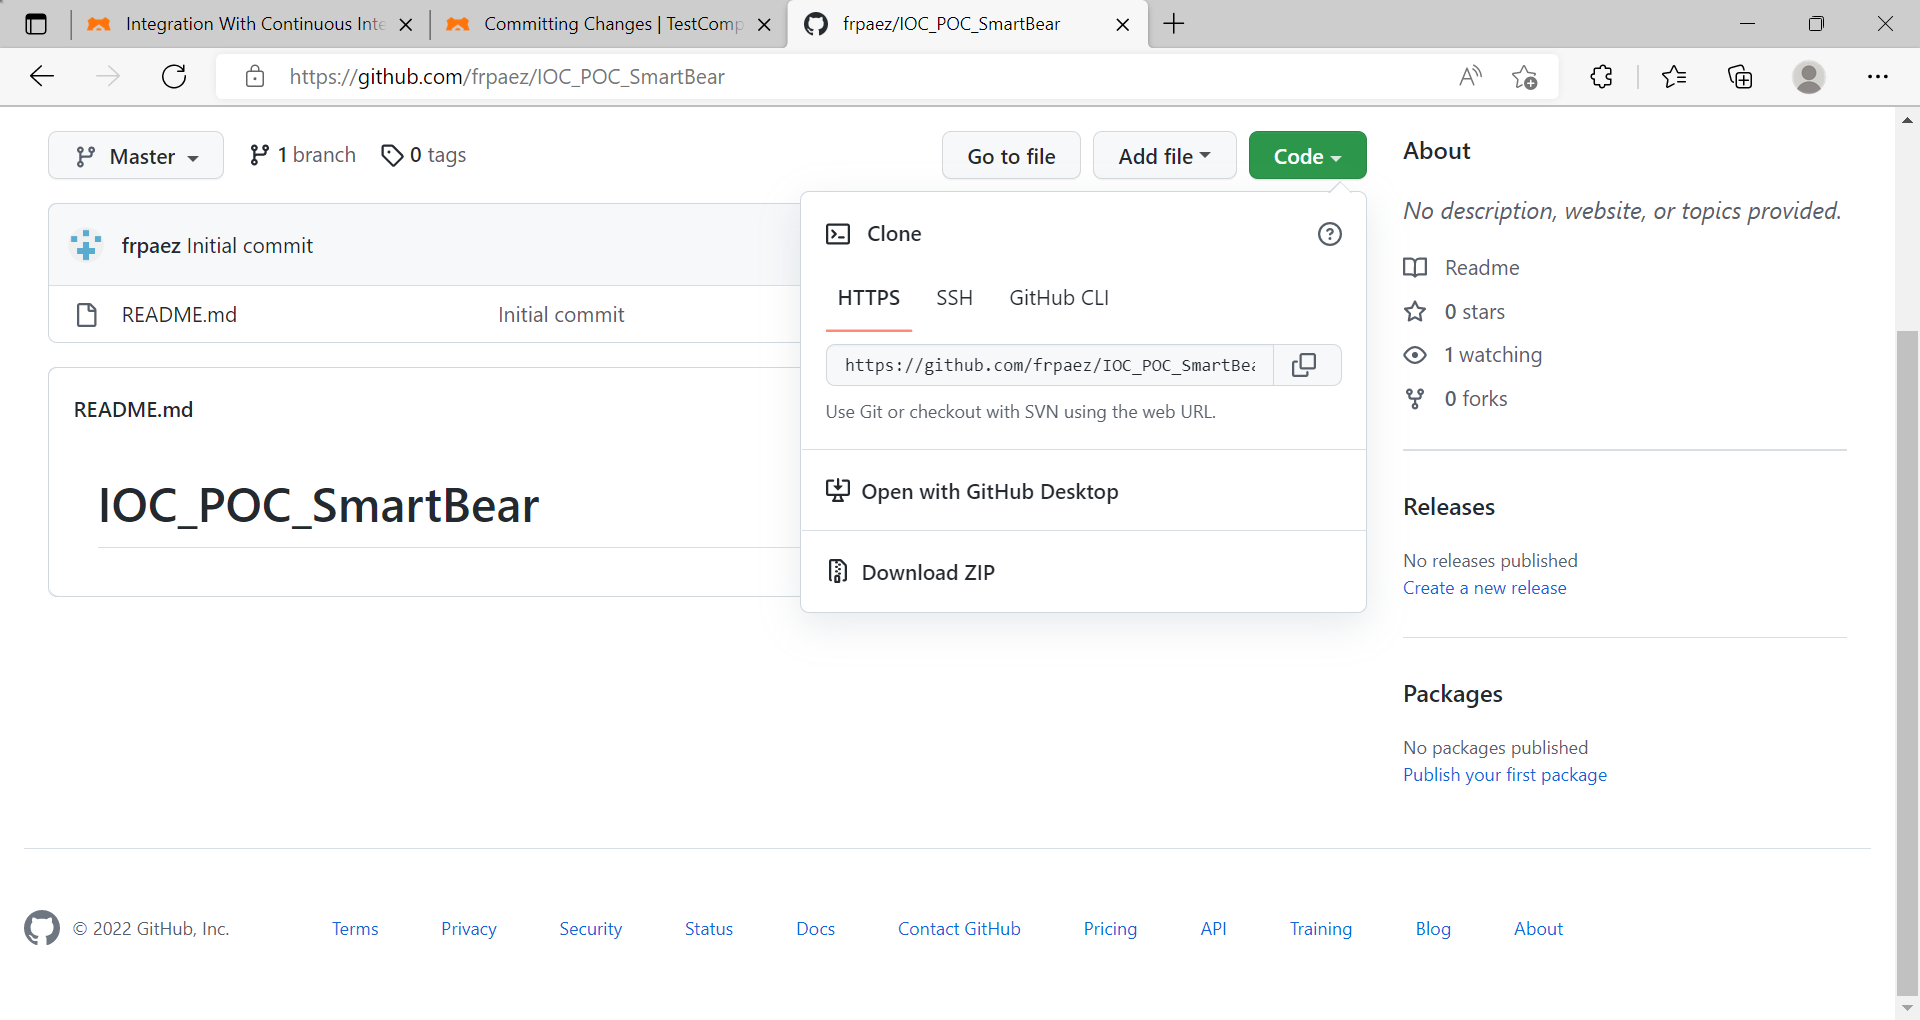 Integration With Continuous Inte
Committing Changes | TestComp
frpaez/IOC_POC_SmartBear
https://github.com/frpaez/IOC_POC_SmartBear
Master
1 branch
0 tags
Go to file
Add file
Code
frpaez Initial commit
README.md
Initial commit
README.md
IOC_POC_SmartBear
Clone
HTTPS
SSH
GitHub CLI
https://github.com/frpaez/IOC_POC_SmartBea
Use Git or checkout with SVN using the web URL.
Open with GitHub Desktop
Download ZIP
About
No description, website, or topics provided.
Readme
0 stars
1 watching
0 forks
Releases
No releases published
Create a new release
Packages
No packages published
Publish your first package
© 2022 GitHub, Inc.
Terms
Privacy
Security
Status
Docs
Contact GitHub
Pricing
API
Training
Blog
About